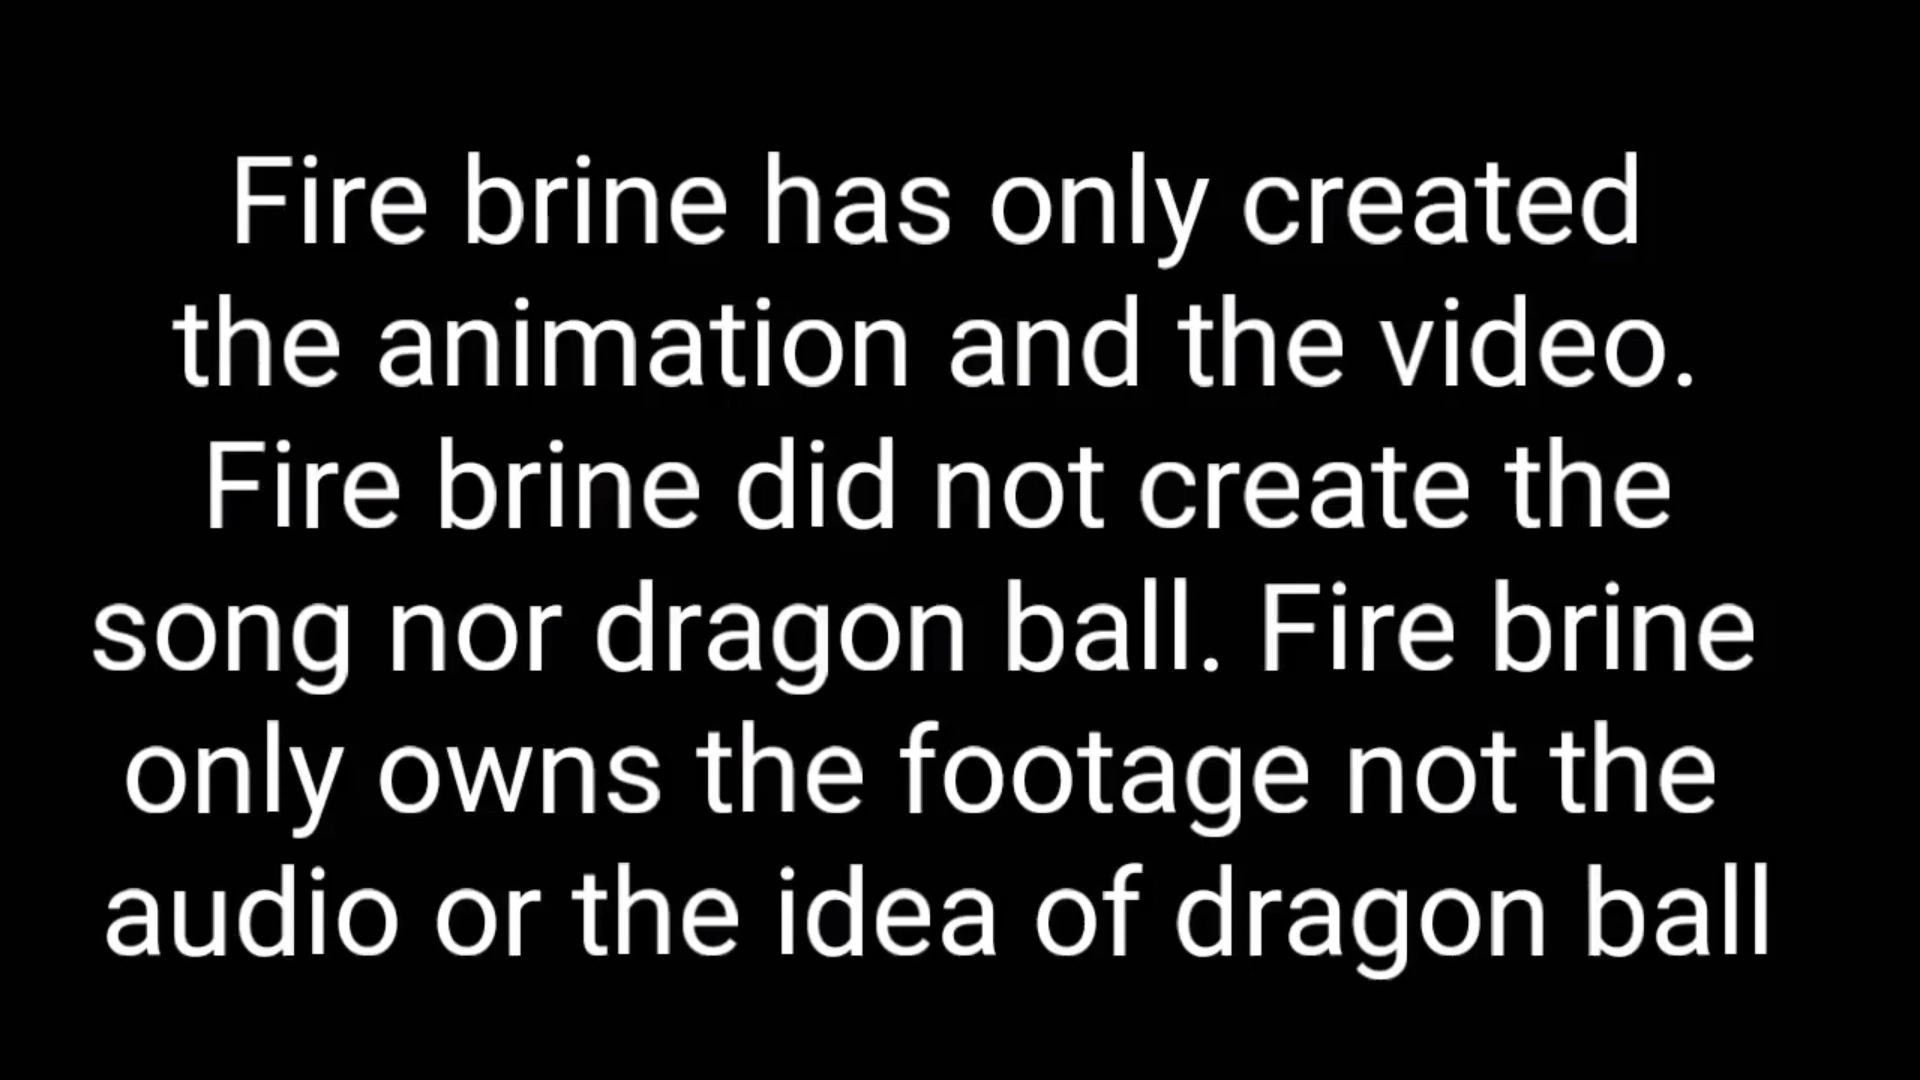 Fire brine has only created
the animation and the video.
Fire brine did not create the
song nor dragon ball. Fire brine
only owns the footage not the
audio or the idea of dragon ball